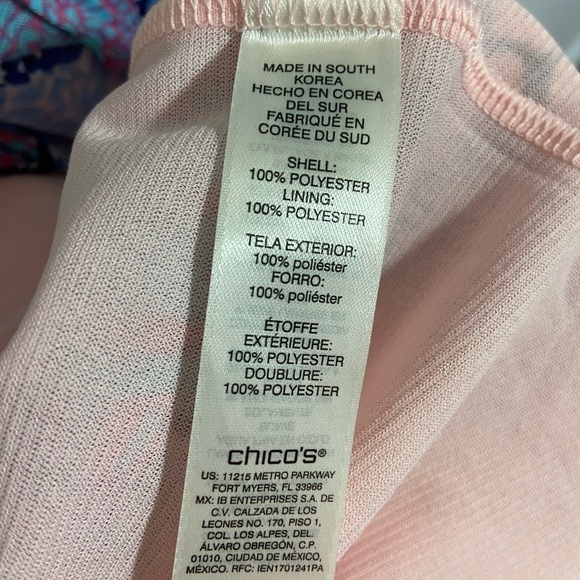 MADE IN SOUTH
KOREA
HECHO EN COREA
DEL SUR
FABRIQUÉ EN
CORÉE DU SUD
SHELL:
100% POLYESTER
LINING:
100% POLYESTER
TELA EXTERIOR:
100% poliéster
FORRO:
100% poliéster
ÉTOFFE
EXTÉRIEURE:
100% POLYESTER
DOUBLURE:
100% POLYESTER
chico's®
US: 11215 METRO PARKWAY
FORT MYERS, FL 33966
MX: IB ENTERPRISES S.A. DE
C.V. CALZADA DE LOS
LEONES NO. 170, PISO 1,
COL. LOS ALPES, DEL.
ÁLVARO OBREGÓN, C.P.
01010, CIUDAD DE MÉXICO,
MÉXICO. RFC: IEN1701241PA